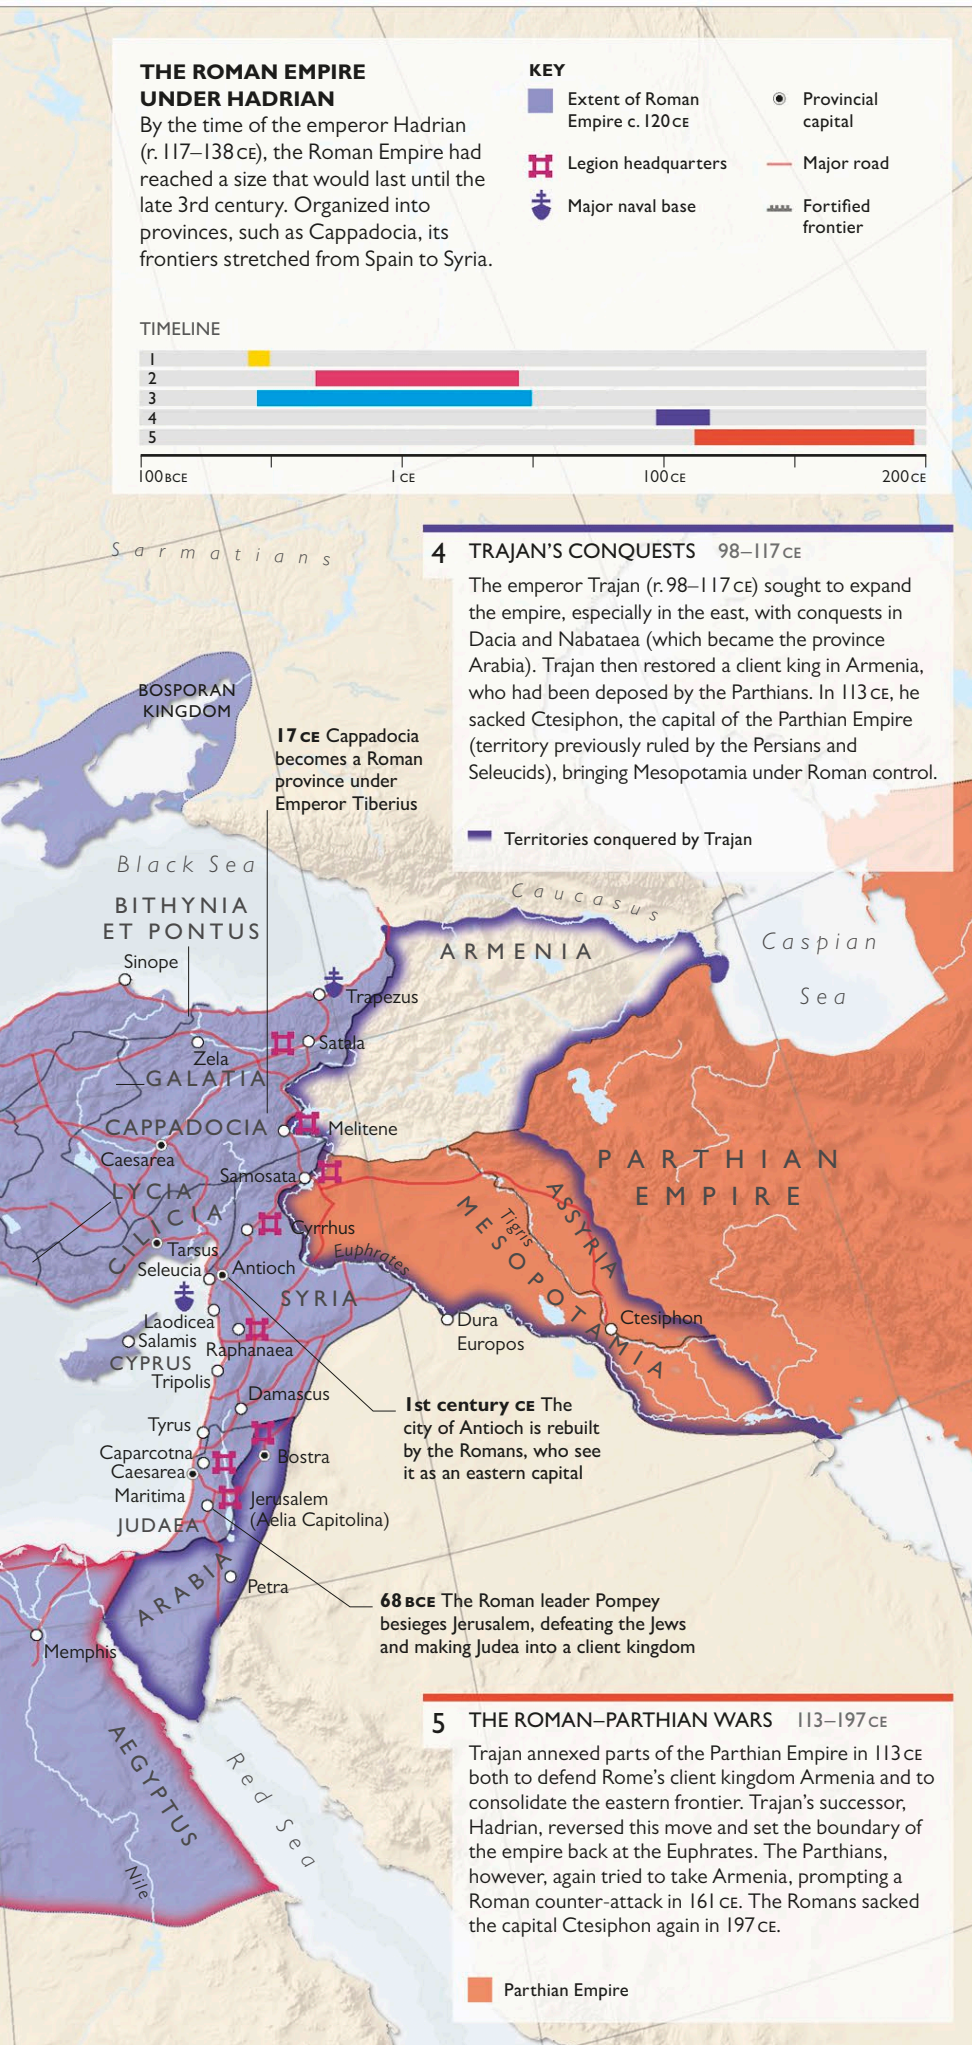 THE ROMAN EMPIRE
UNDER HADRIAN
By the time of the emperor Hadrian
(r. 117–138 CE), the Roman Empire had
reached a size that would last until the
late 3rd century. Organized into
provinces, such as Cappadocia, its
frontiers stretched from Spain to Syria.
KEY
Extent of Roman
Empire c. 120 CE
Legion headquarters
Major naval base
Provincial
capital
Major road
Fortified
frontier
TIMELINE
1
2
3
4
5
100 BCE
1 CE
100 CE
200 CE
Sarmatians
4 TRAJAN'S CONQUESTS 98–117 CE
The emperor Trajan (r. 98–117 CE) sought to expand
the empire, especially in the east, with conquests in
Dacia and Nabataea (which became the province
Arabia). Trajan then restored a client king in Armenia,
who had been deposed by the Parthians. In 113 CE, he
sacked Ctesiphon, the capital of the Parthian Empire
(territory previously ruled by the Persians and
Seleucids), bringing Mesopotamia under Roman control.
Territories conquered by Trajan
BOSPORAN
KINGDOM
17 CE Cappadocia
becomes a Roman
province under
Emperor Tiberius
Black Sea
BITHYNIA
ET PONTUS
Caucasus
ARMENIA
Caspian
Sea
Sinope
Trapezus
Satala
Zela
GALATIA
CAPPADOCIA
Melitene
Caesarea
Samosata
LYCIA
CILICIA
PARTHIAN
EMPIRE
ASSYRIA
Tigris
MESOPOTAMIA
Cyrrhus
Tarsus
Euphrates
Seleucia
Antioch
SYRIA
Laodicea
Salamis
Raphanaea
CYPRUS
Tripolis
Dura
Europos
Ctesiphon
Damascus
Tyrus
1st century CE The
city of Antioch is rebuilt
by the Romans, who see
it as an eastern capital
Caparcotna
Bostra
Caesarea
Maritima
Jerusalem
(Aelia Capitolina)
JUDAEA
ARABIA
Petra
68 BCE The Roman leader Pompey
besieges Jerusalem, defeating the Jews
and making Judea into a client kingdom
Memphis
AEGYPTUS
Red Sea
Nile
5 THE ROMAN–PARTHIAN WARS 113–197 CE
Trajan annexed parts of the Parthian Empire in 113 CE
both to defend Rome's client kingdom Armenia and to
consolidate the eastern frontier. Trajan's successor,
Hadrian, reversed this move and set the boundary of
the empire back at the Euphrates. The Parthians,
however, again tried to take Armenia, prompting a
Roman counter-attack in 161 CE. The Romans sacked
the capital Ctesiphon again in 197 CE.
Parthian Empire